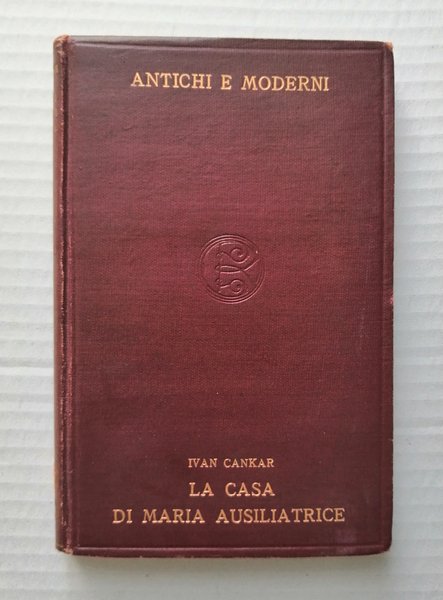 ANTICHI E MODERNI
IVAN CANKAR
LA CASA
DI MARIA AUSILIATRICE